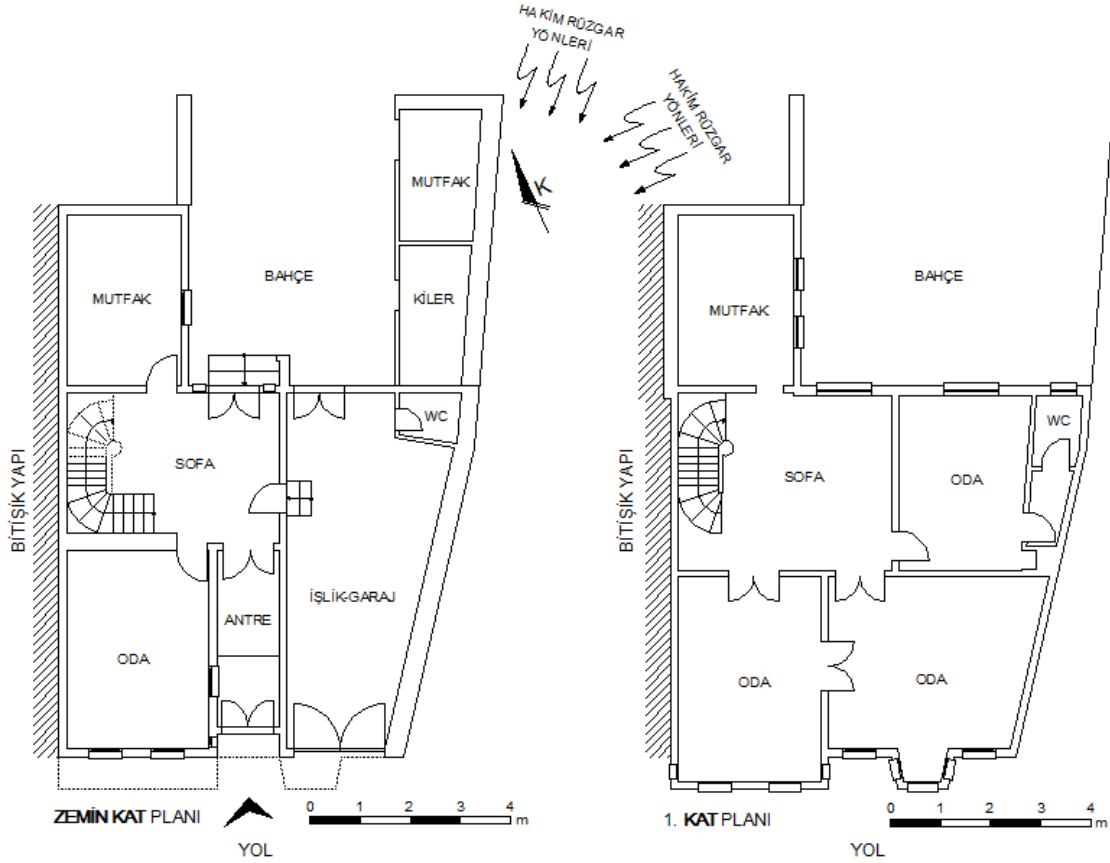 HAKİM RÜZGAR
YÖNLERİ
HAKİM RÜZGAR
YÖNLERİ
K
MUTFAK
MUTFAK
BAHÇE
KİLER
WC
SOFA
BİTİŞİK YAPI
İŞLİK-GARAJ
ANTRE
ODA
ZEMİN KAT PLANI
0 1 2 3 4
m
YOL
MUTFAK
BAHÇE
WC
SOFA
ODA
BİTİŞİK YAPI
ODA
ODA
1. KAT PLANI
0 1 2 3 4
m
YOL